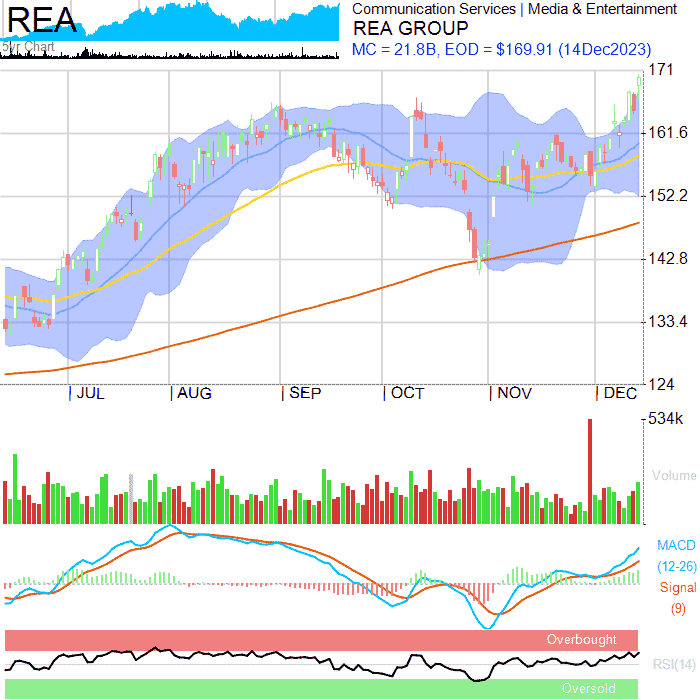 REA
5yr Chart
Communication Services | Media & Entertainment
REA GROUP
MC = 21.8B, EOD = $169.91 (14Dec2023)
171
161.6
152.2
142.8
133.4
124
JUL AUG SEP OCT NOV DEC
534k
Volume
MACD
(12-26)
Signal
(9)
Overbought
RSI(14)
Oversold